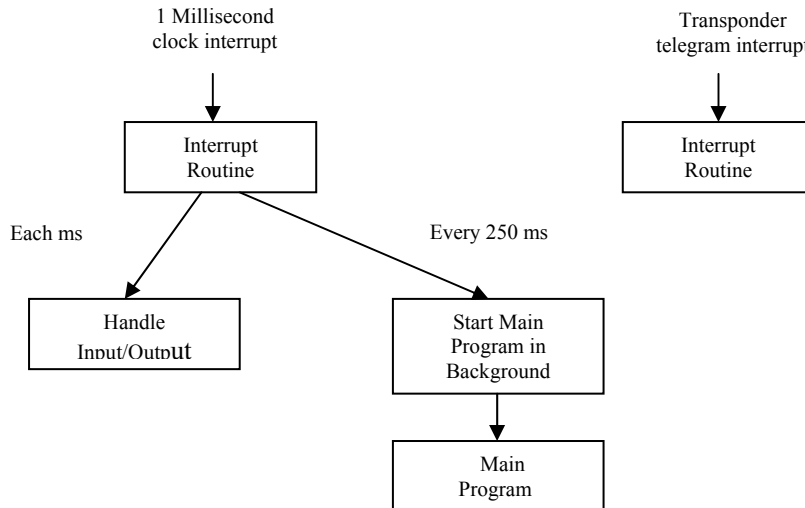 1 Millisecond
clock interrupt
Transponder
telegram interrupt
Interrupt
Routine
Interrupt
Routine
Each ms
Every 250 ms
Handle
Input/Output
Start Main
Program in
Background
Main
Program